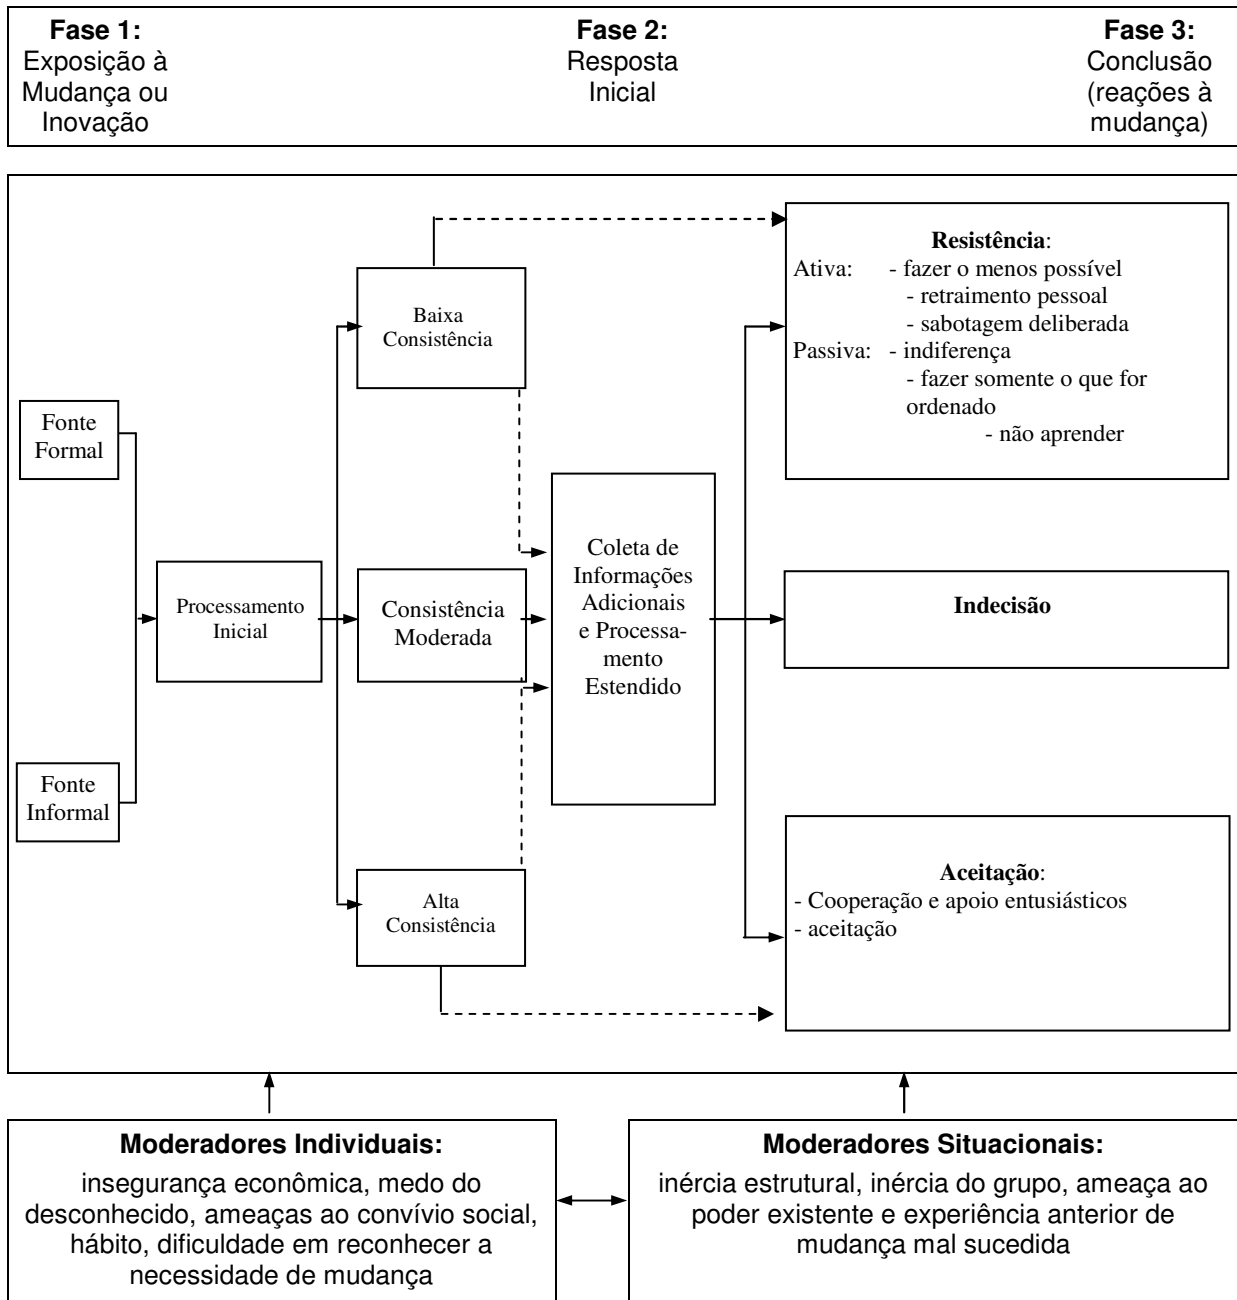 Fase 1:
Exposição à
Mudança ou
Inovação
Fase 2:
Resposta
Inicial
Fase 3:
Conclusão
(reações à
mudança)
Fonte
Formal
Fonte
Informal
Processamento
Inicial
Baixa
Consistência
Consistência
Moderada
Alta
Consistência
Coleta de
Informações
Adicionais
e Processa-
mento
Estendido
Resistência:
Ativa: - fazer o menos possível
- retraimento pessoal
- sabotagem deliberada
Passiva: - indiferença
- fazer somente o que for
ordenado
- não aprender
Indecisão
Aceitação:
- Cooperação e apoio entusiásticos
- aceitação
Moderadores Individuais:
insegurança econômica, medo do
desconhecido, ameaças ao convívio social,
hábito, dificuldade em reconhecer a
necessidade de mudança
Moderadores Situacionais:
inércia estrutural, inércia do grupo, ameaça ao
poder existente e experiência anterior de
mudança mal sucedida